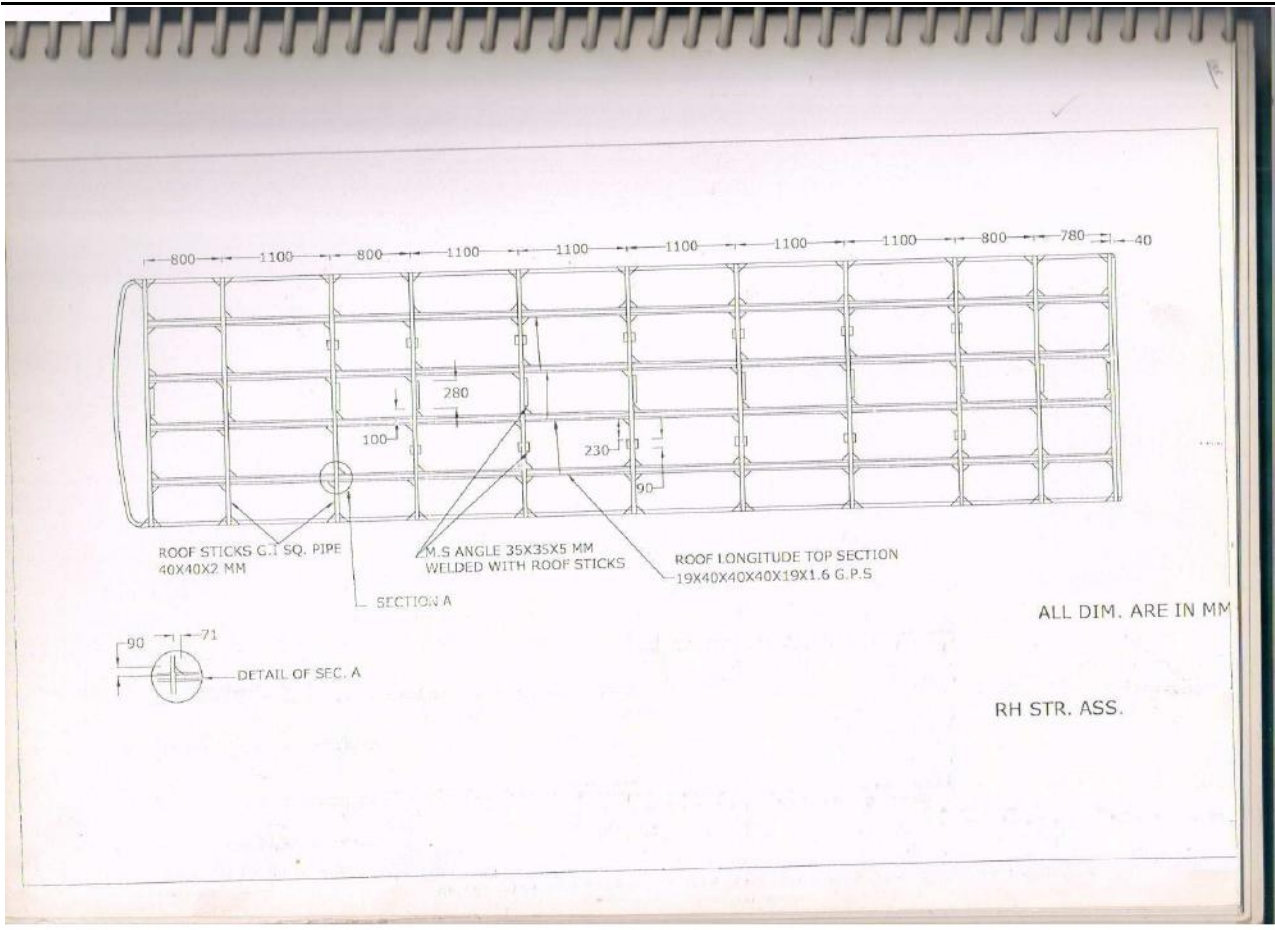 800
1100
800
1100
1100
1100
1100
1100
800
780
40
280
100
230
90
ROOF STICKS G.I SQ. PIPE
40X40X2 MM
M.S ANGLE 35X35X5 MM
WELDED WITH ROOF STICKS
ROOF LONGITUDE TOP SECTION
19X40X40X40X19X1.6 G.P.S
SECTION A
ALL DIM. ARE IN MM
90
71
DETAIL OF SEC. A
RH STR. ASS.